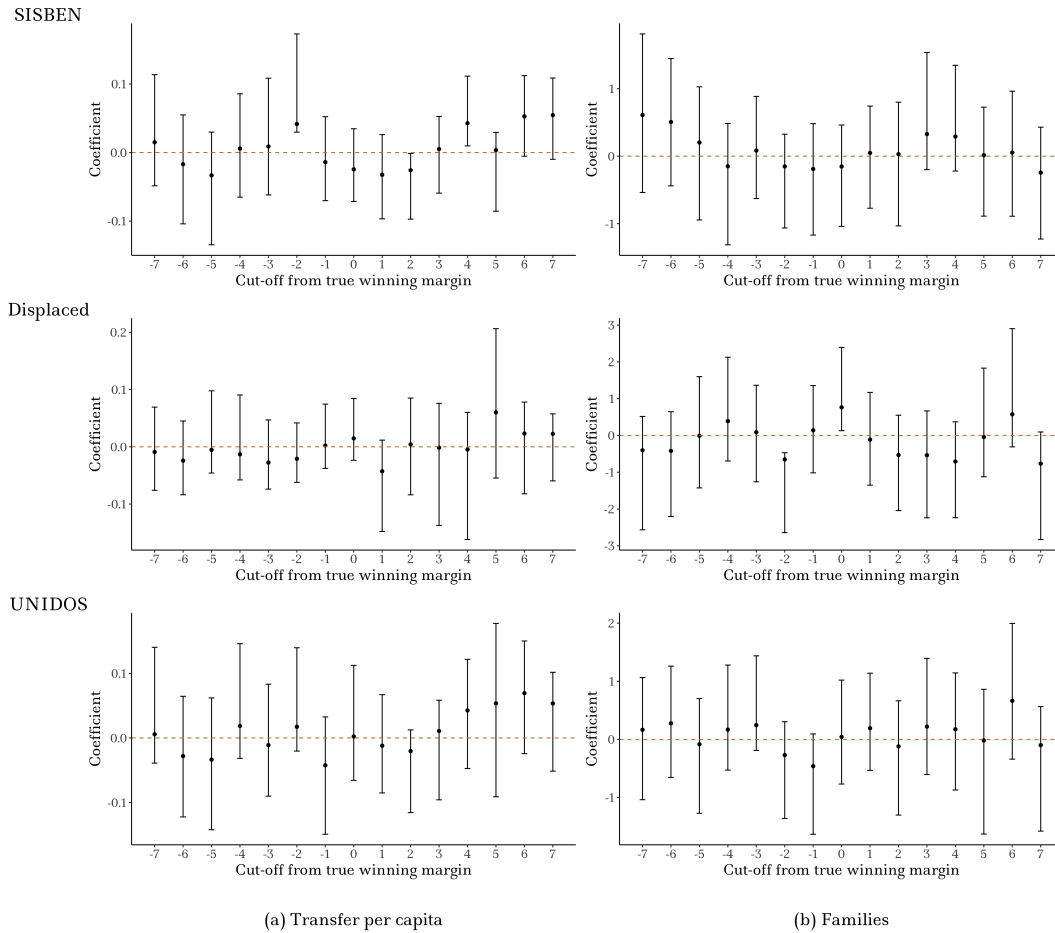 SISBEN
Coefficient
0.1
0.0
-0.1
-7 -6 -5 -4 -3 -2 -1 0 1 2 3 4 5 6 7
Cut-off from true winning margin
Coefficient
1
0
-1
-7 -6 -5 -4 -3 -2 -1 0 1 2 3 4 5 6 7
Cut-off from true winning margin
Displaced
Coefficient
0.2
0.1
0.0
-0.1
-7 -6 -5 -4 -3 -2 -1 0 1 2 3 4 5 6 7
Cut-off from true winning margin
Coefficient
3
2
1
0
-1
-2
-3
-7 -6 -5 -4 -3 -2 -1 0 1 2 3 4 5 6 7
Cut-off from true winning margin
UNIDOS
Coefficient
0.1
0.0
-0.1
-7 -6 -5 -4 -3 -2 -1 0 1 2 3 4 5 6 7
Cut-off from true winning margin
Coefficient
2
1
0
-1
-7 -6 -5 -4 -3 -2 -1 0 1 2 3 4 5 6 7
Cut-off from true winning margin
(a) Transfer per capita
(b) Families